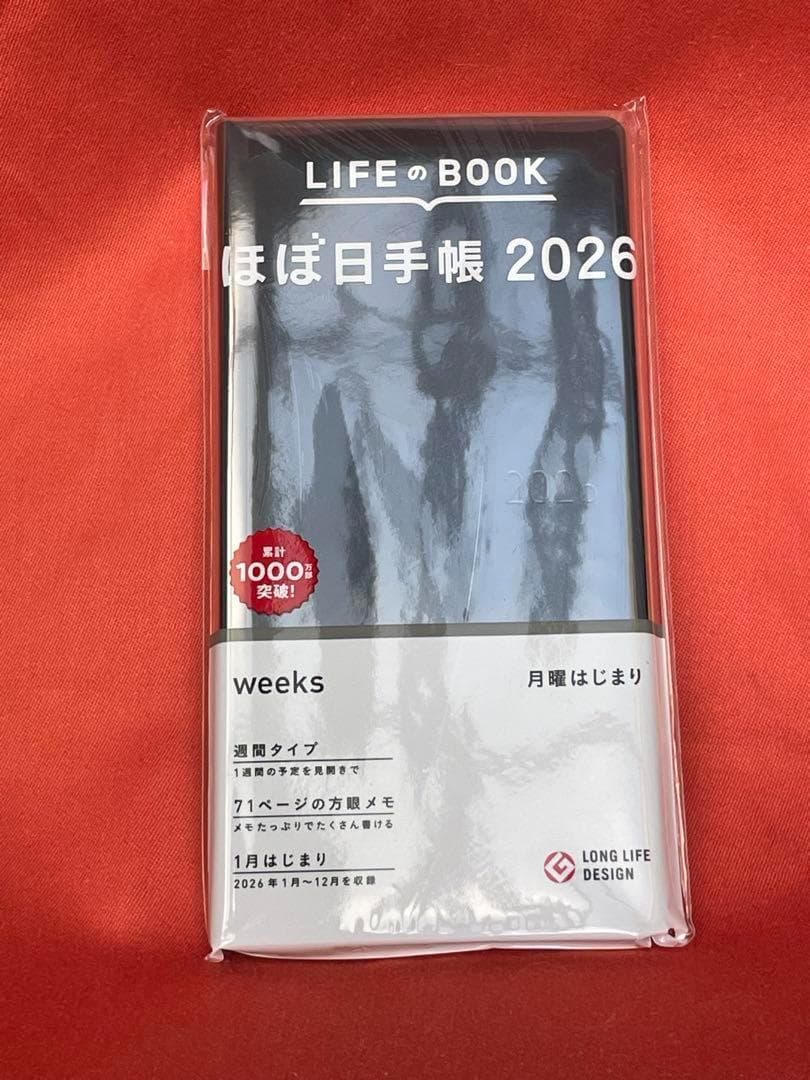 LIFEのBOOK
ほぼ日手帳 2026
2026
累計
1000万部
突破!
weeks
月曜はじまり
週間タイプ
1週間の予定を見開きで
71ページの方眼メモ
メモたっぷりでたくさん書ける
1月はじまり
2026年1月〜12月を収録
LONG LIFE
DESIGN